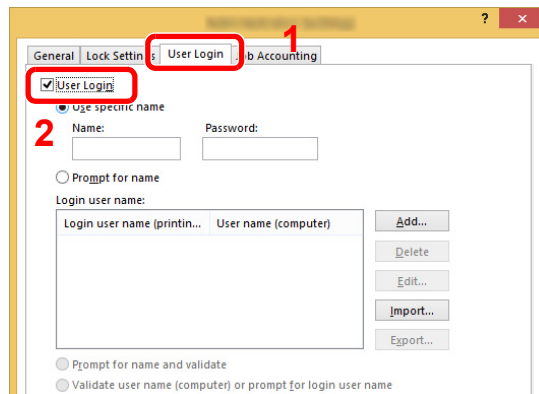 ? ×
1
General Lock Settin s User Login b Accounting
User Login
2
Use specific name
Name: Password:
Prompt for name
Login user name:
Login user name (printin... User name (computer)
Add...
Delete
Edit...
Import...
Export...
Prompt for name and validate
Validate user name (computer) or prompt for login user name